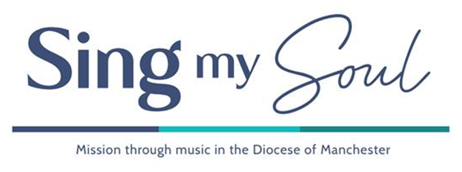 Sing my Soul
Mission through music in the Diocese of Manchester